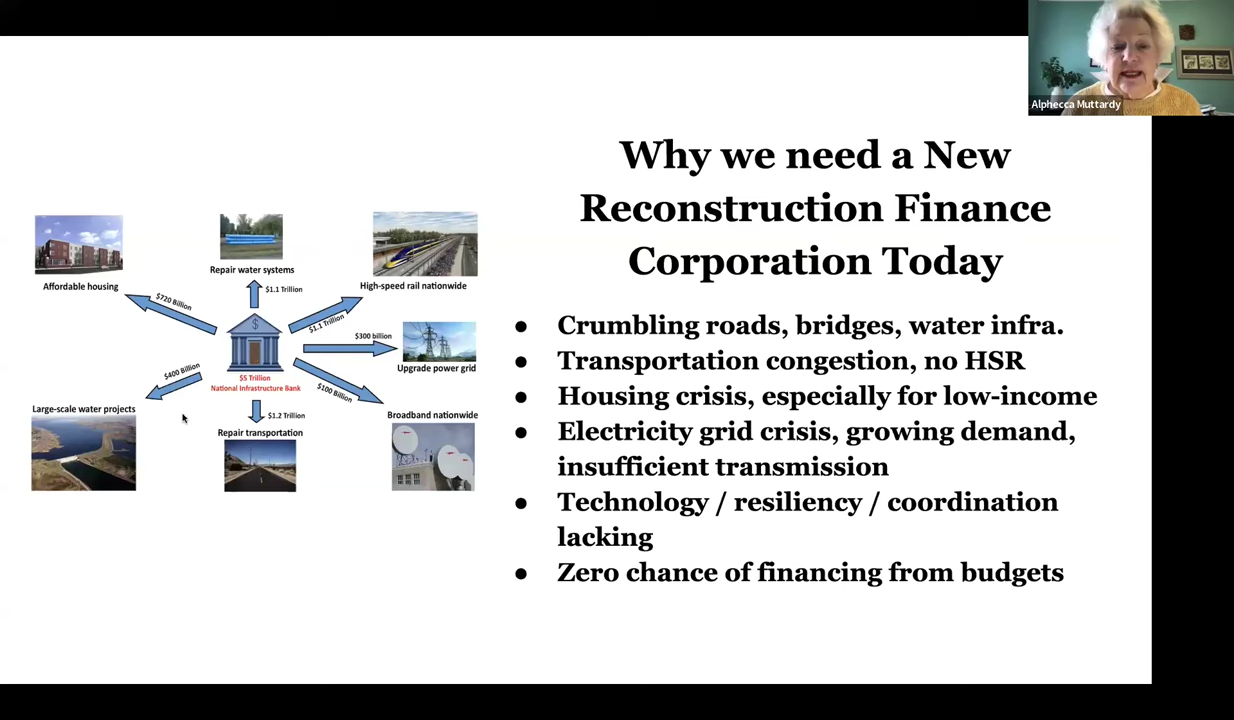 Alphecca Muttardy
Why we need a New
Reconstruction Finance
Corporation Today
● Crumbling roads, bridges, water infra.
● Transportation congestion, no HSR
● Housing crisis, especially for low-income
● Electricity grid crisis, growing demand,
insufficient transmission
● Technology / resiliency / coordination
lacking
● Zero chance of financing from budgets
Affordable housing
$720 Billion
Repair water systems
$1.1 Trillion
High-speed rail nationwide
$1.1 Trillion
$300 billion
Upgrade power grid
$
$5 Trillion
National Infrastructure Bank
$400 Billion
Large-scale water projects
$1.2 Trillion
Repair transportation
$100 Billion
Broadband nationwide